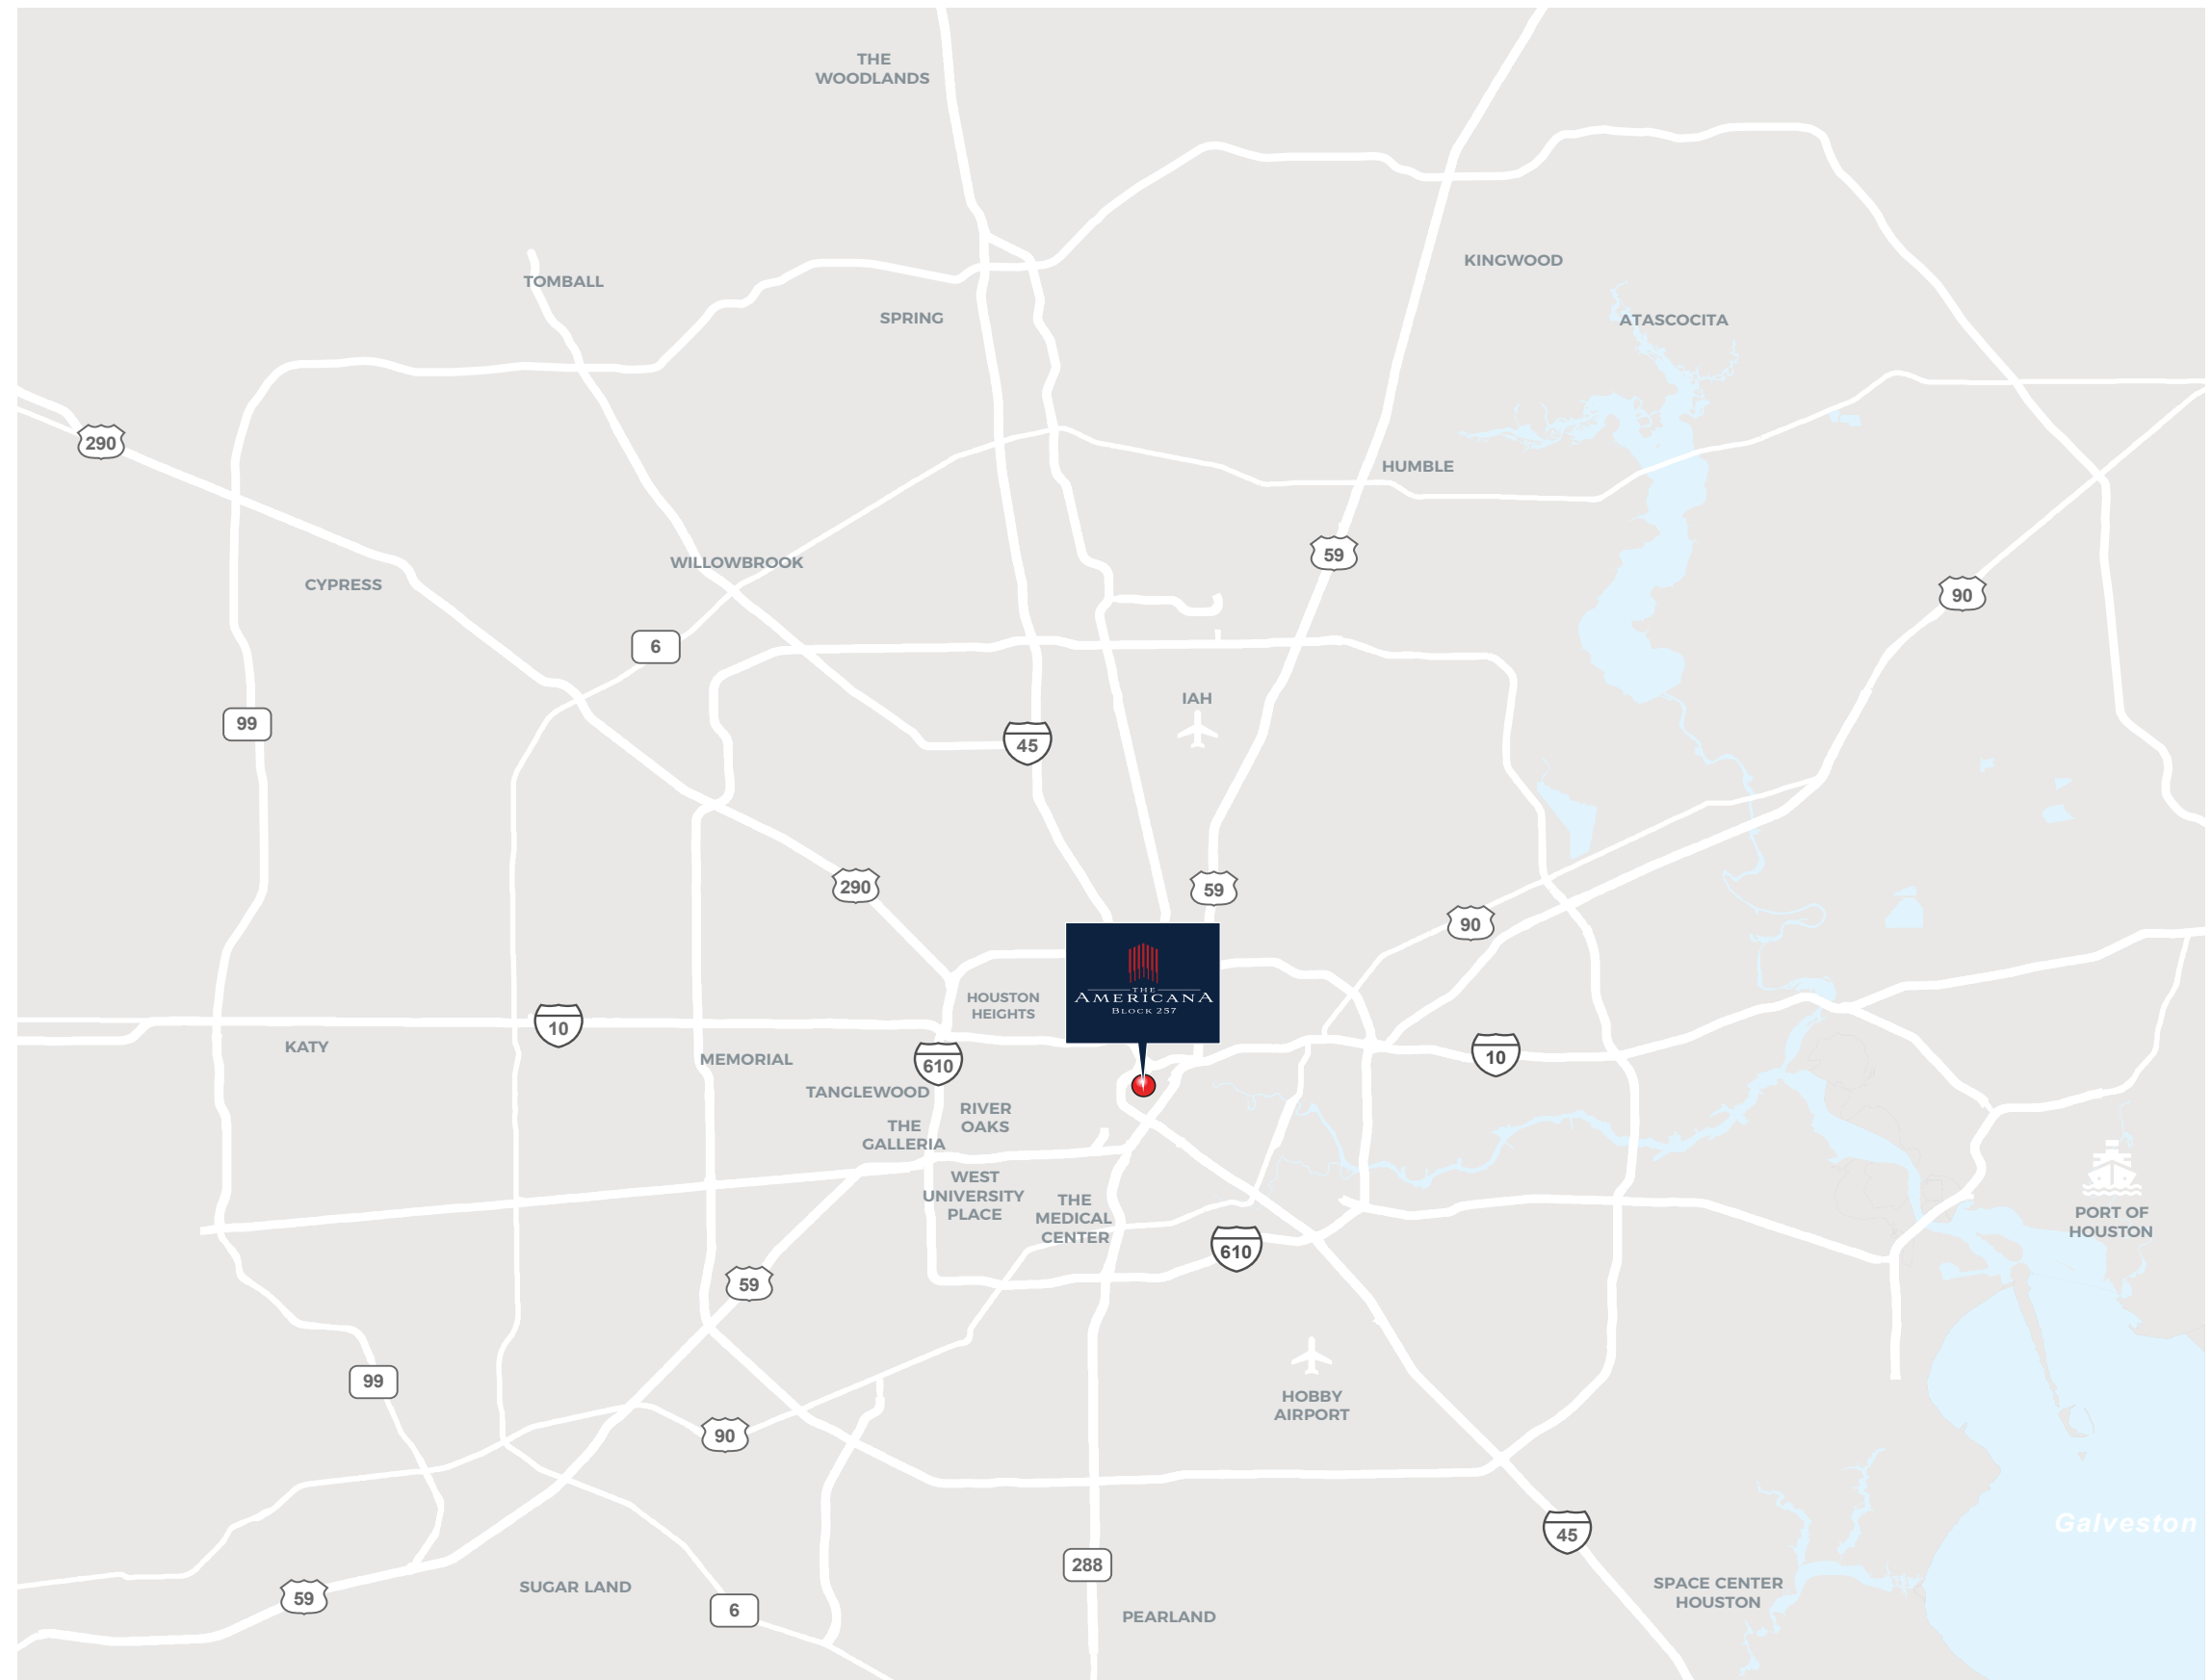 THE
WOODLANDS
KINGWOOD
TOMBALL
SPRING
ATASCOCITA
290
HUMBLE
59
WILLOWBROOK
CYPRESS
90
6
IAH
99
45
290
59
90
THE
AMERICANA
BLOCK 257
HOUSTON
HEIGHTS
10
KATY
MEMORIAL
610
10
TANGLEWOOD
RIVER
OAKS
THE
GALLERIA
WEST
UNIVERSITY
PLACE
THE
MEDICAL
CENTER
PORT OF
HOUSTON
610
59
99
HOBBY
AIRPORT
90
Galveston
45
288
59
SUGAR LAND
SPACE CENTER
HOUSTON
6
PEARLAND